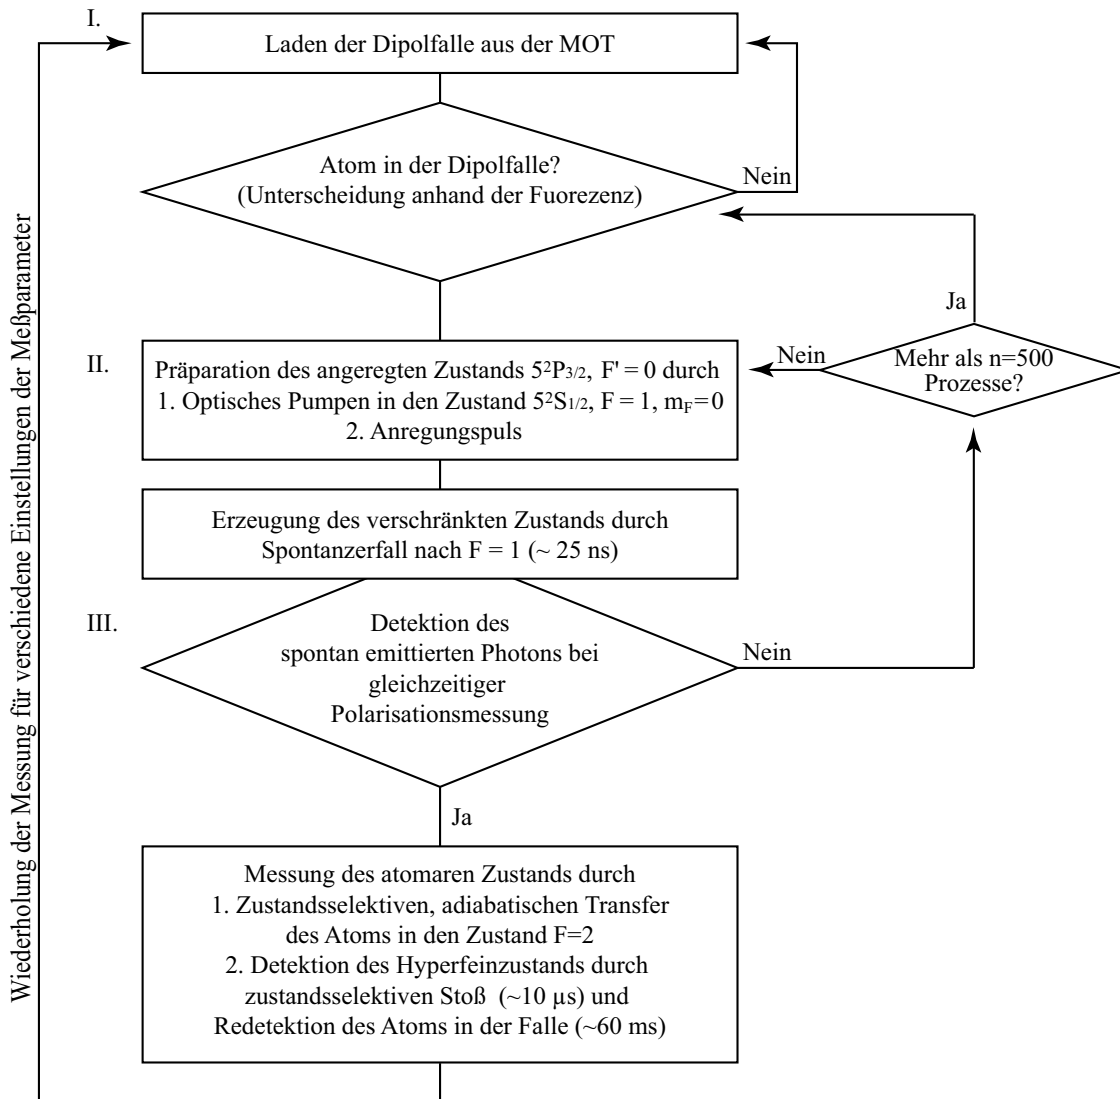 I.
Laden der Dipolfalle aus der MOT
Atom in der Dipolfalle?
(Unterscheidung anhand der Fuorezenz)
Nein
Ja
Mehr als n=500
Prozesse?
Nein
II.
Präparation des angeregten Zustands 5²P3/2, F' = 0 durch
1. Optisches Pumpen in den Zustand 5²S1/2, F = 1, mF=0
2. Anregungspuls
Erzeugung des verschränkten Zustands durch
Spontanzerfall nach F = 1 (~ 25 ns)
III.
Detektion des
spontan emittierten Photons bei
gleichzeitiger
Polarisationsmessung
Nein
Ja
Messung des atomaren Zustands durch
1. Zustandsselektiven, adiabatischen Transfer
des Atoms in den Zustand F=2
2. Detektion des Hyperfeinzustands durch
zustandsselektiven Stoß (~10 µs) und
Redetektion des Atoms in der Falle (~60 ms)
Wiederholung der Messung für verschiedene Einstellungen der Meßparameter